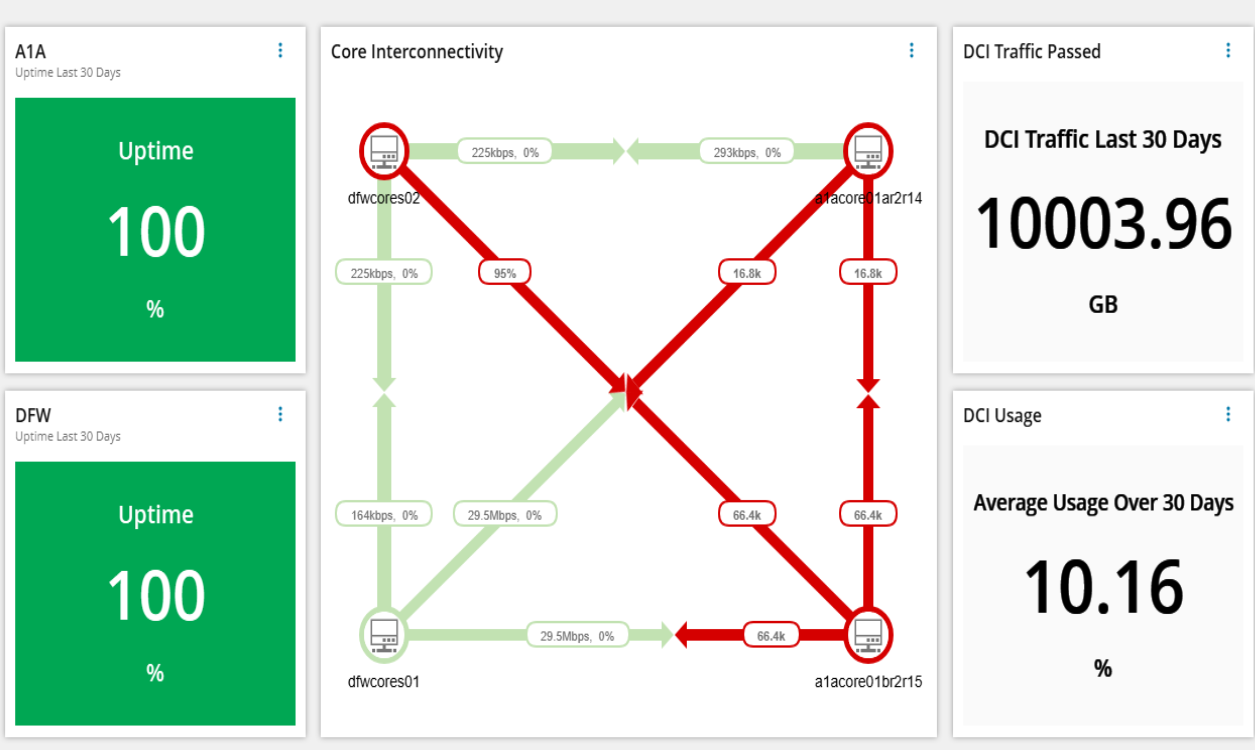 A1A
Uptime Last 30 Days
Uptime
100
%
DFW
Uptime Last 30 Days
Uptime
100
%
Core Interconnectivity
225kbps, 0%
293kbps, 0%
dfwcores02
a1acore01ar2r14
225kbps, 0%
95%
16.8k
16.8k
164kbps, 0%
29.5Mbps, 0%
66.4k
66.4k
29.5Mbps, 0%
66.4k
dfwcores01
a1acore01br2r15
DCI Traffic Passed
DCI Traffic Last 30 Days
10003.96
GB
DCI Usage
Average Usage Over 30 Days
10.16
%